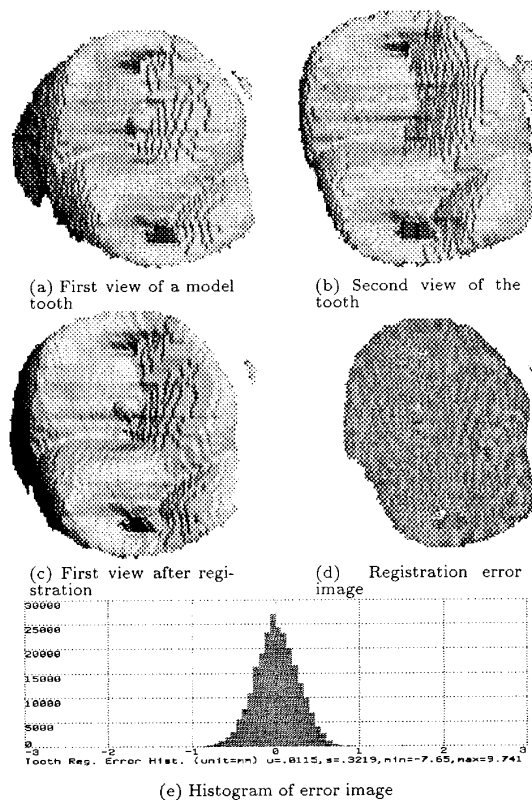 (a) First view of a model
tooth
(b) Second view of the
tooth
(c) First view after regi-
stration
(d) Registration error
image
30000
25000
20000
15000
10000
5000
0
-3 -2 -1 0 1 2 3
Tooth Reg. Error Hist. (unit=mm) u=.0115,s=.3219,min=-7.65,max=9.741
(e) Histogram of error image